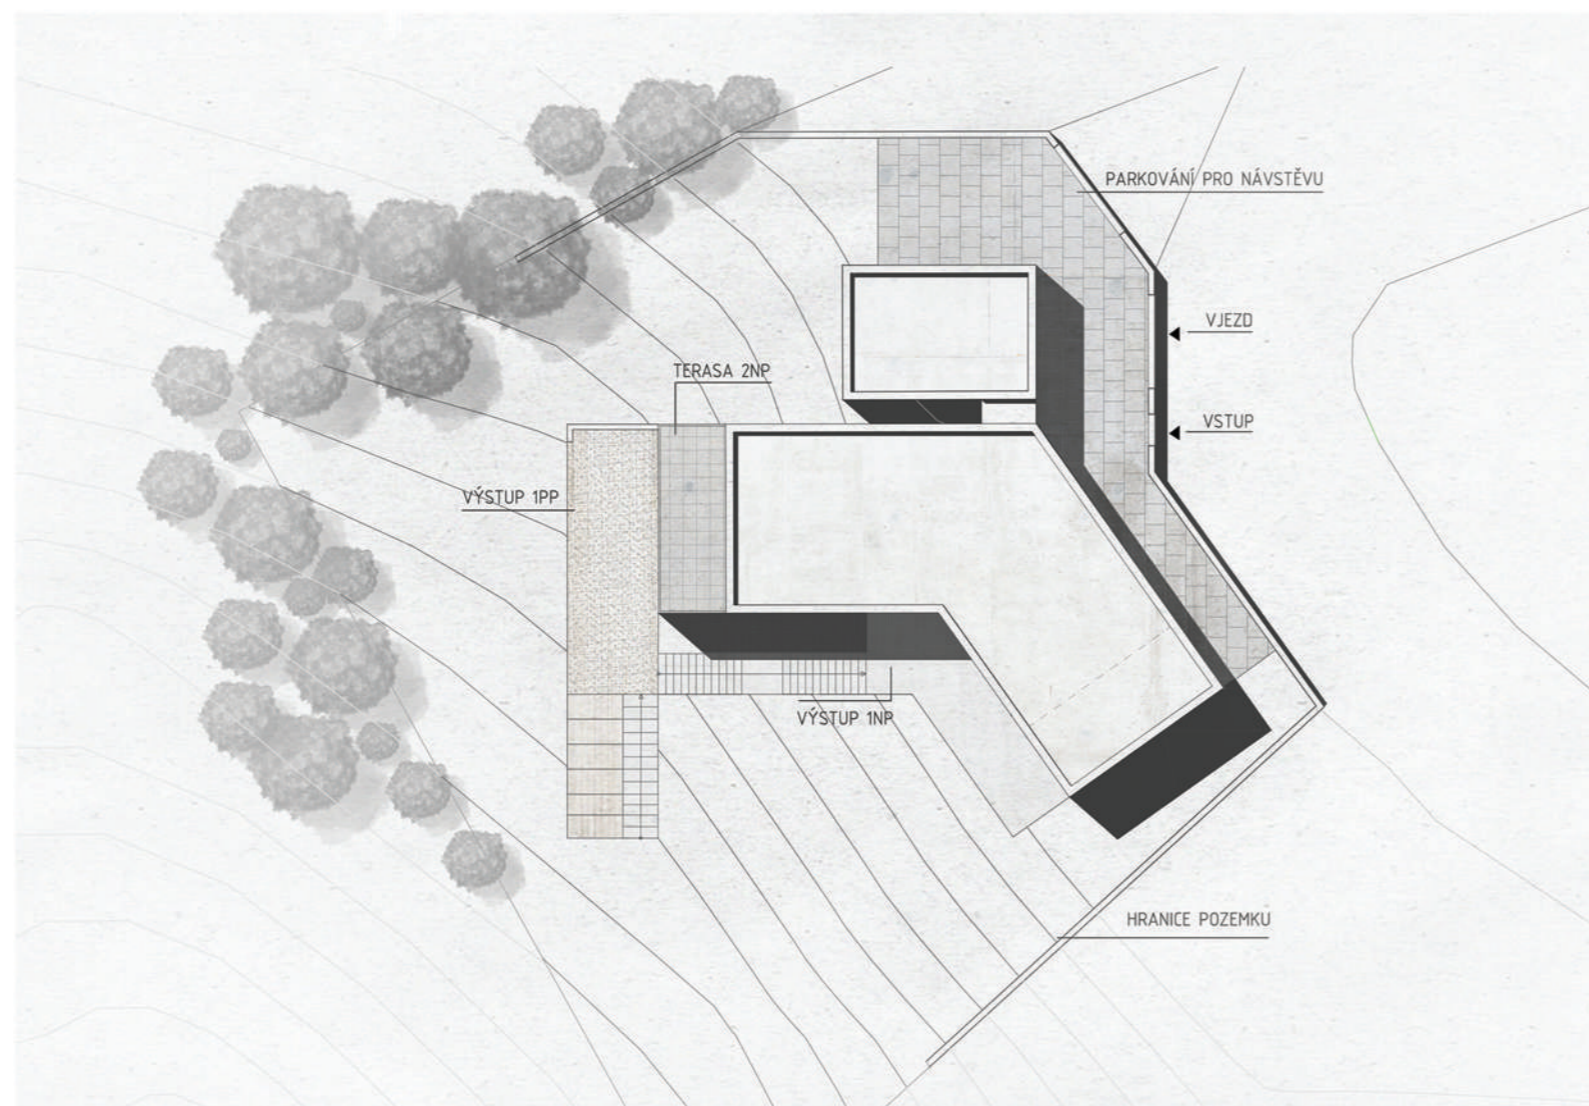 PARKOVÁNÍ PRO NÁVSTĚVU
VJEZD
TERASA 2NP
VSTUP
VÝSTUP 1PP
VÝSTUP 1NP
HRANICE POZEMKU